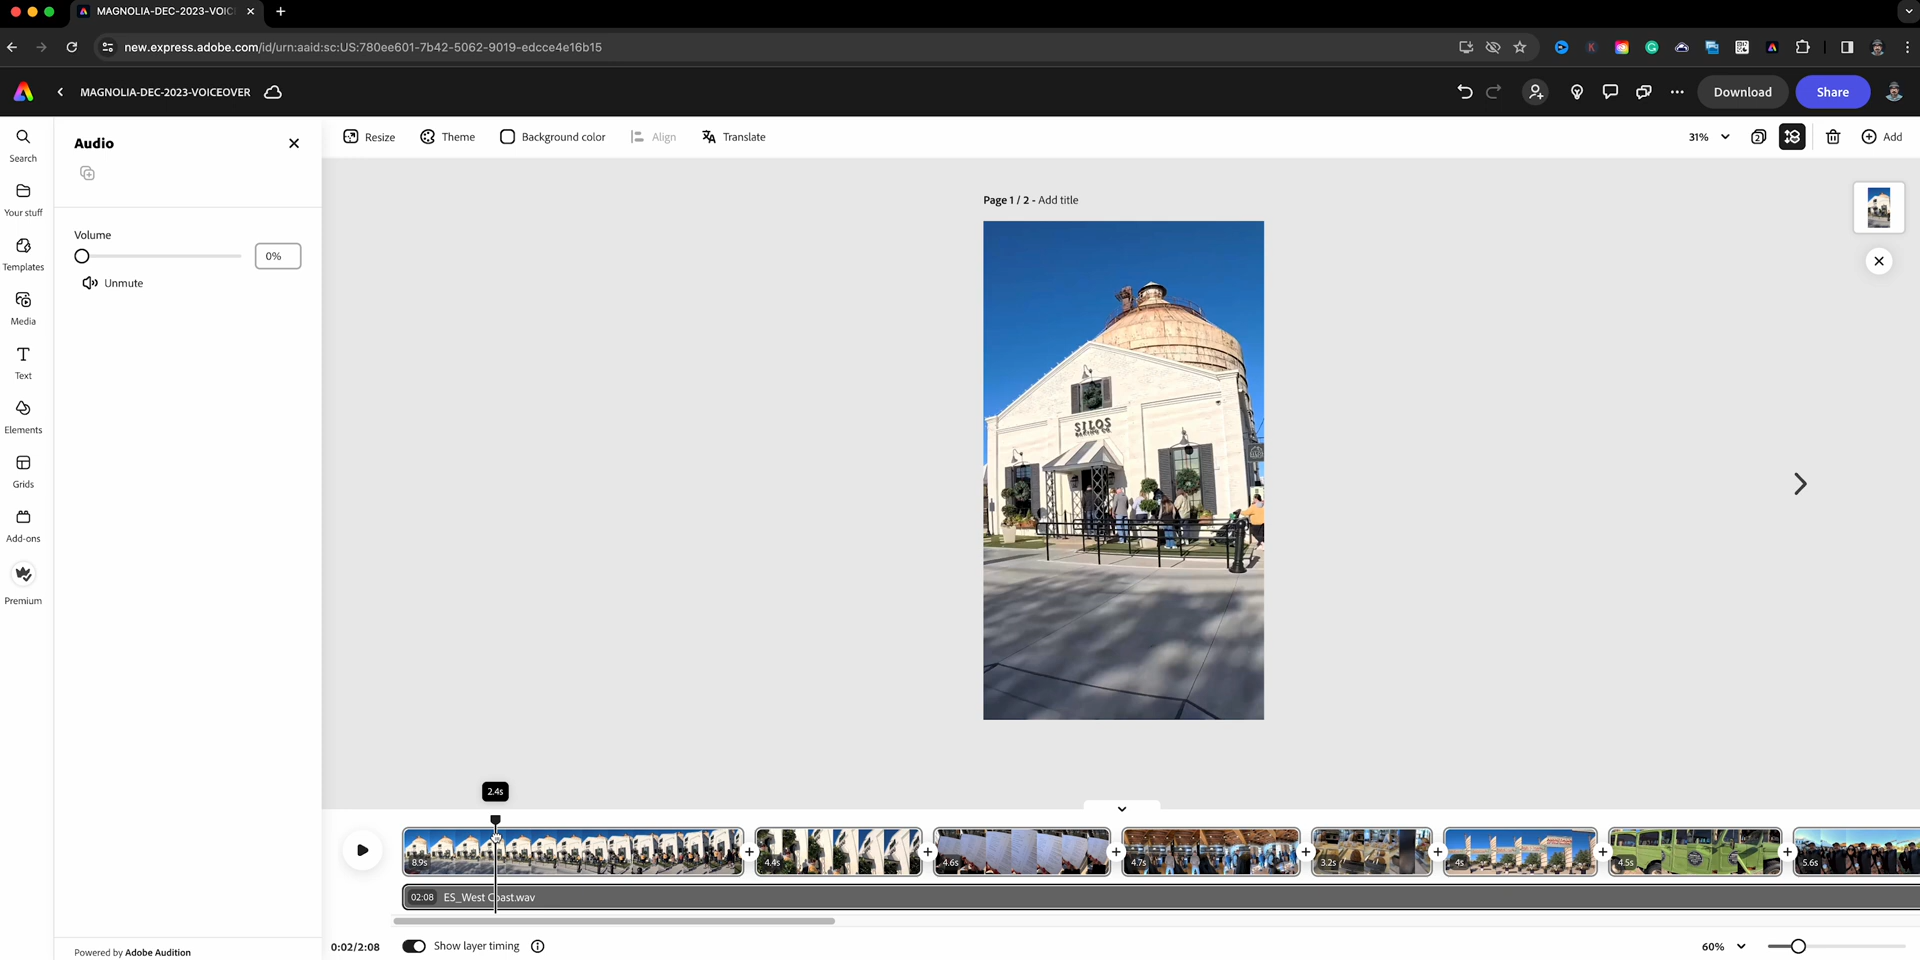 MAGNOLIA-DEC-2023-VOIC
new.express.adobe.com/id/urn:aaid:sc:US:780ee601-7b42-5062-9019-edcce4e16b15
MAGNOLIA-DEC-2023-VOICEOVER
Download
Share
Search
Your stuff
Templates
Media
Text
Elements
Grids
Add-ons
Premium
Audio
Volume
0%
Unmute
Powered by Adobe Audition
Resize
Theme
Background color
Align
Translate
31%
2
Add
Page 1 / 2 - Add title
SILOS
BAKING CO.
2.4s
8.9s
4.4s
4.6s
4.7s
3.2s
4s
4.5s
5.6s
02:08
ES_West Coast.wav
0:02/2:08
Show layer timing
60%